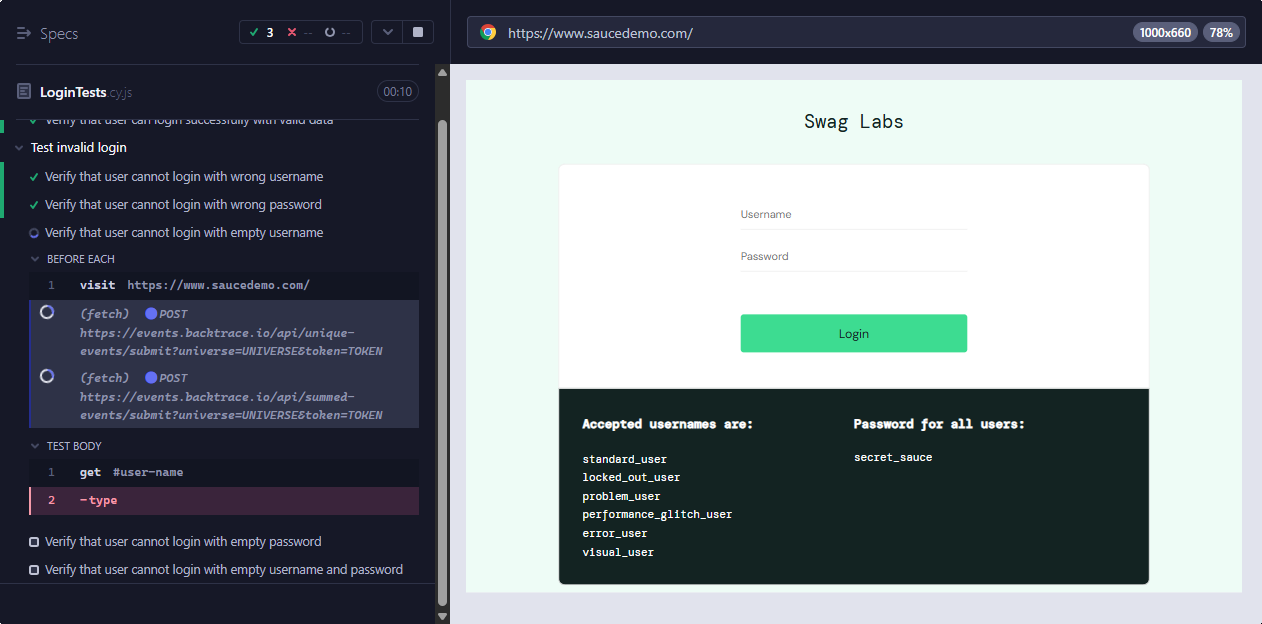 Specs
3 -- --
LoginTests.cy.js
00:10
Verify that user can login successfully with valid data
Test invalid login
Verify that user cannot login with wrong username
Verify that user cannot login with wrong password
Verify that user cannot login with empty username
BEFORE EACH
1 visit https://www.saucedemo.com/
(fetch) POST
https://events.backtrace.io/api/unique-
events/submit?universe=UNIVERSE&token=TOKEN
(fetch) POST
https://events.backtrace.io/api/summed-
events/submit?universe=UNIVERSE&token=TOKEN
TEST BODY
1 get #user-name
2 -type
Verify that user cannot login with empty password
Verify that user cannot login with empty username and password
https://www.saucedemo.com/
1000x660
78%
Swag Labs
Username
Password
Login
Accepted usernames are:
standard_user
locked_out_user
problem_user
performance_glitch_user
error_user
visual_user
Password for all users:
secret_sauce